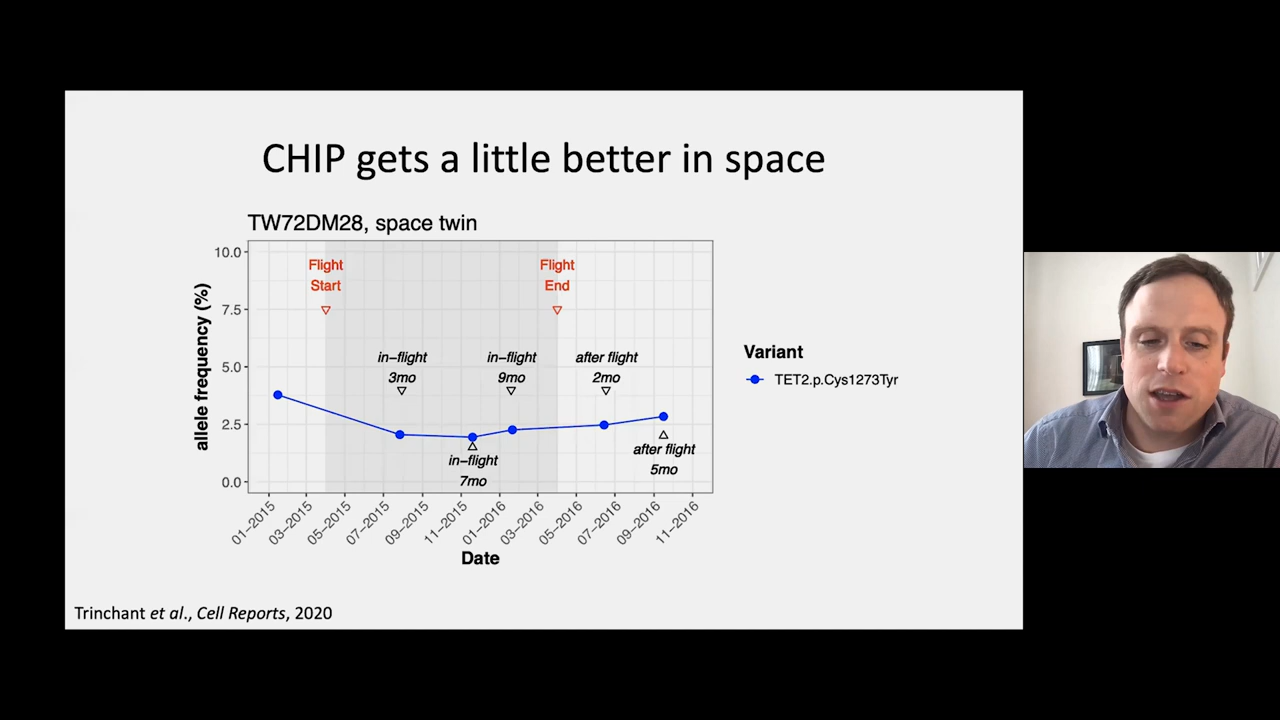 CHIP gets a little better in space
TW72DM28, space twin
allele frequency (%)
10.0
7.5
5.0
2.5
0.0
Flight
Start
Flight
End
in−flight
3mo
in−flight
9mo
after flight
2mo
in−flight
7mo
after flight
5mo
01−2015
03−2015
05−2015
07−2015
09−2015
11−2015
01−2016
03−2016
05−2016
07−2016
09−2016
11−2016
Date
Variant
TET2.p.Cys1273Tyr
Trinchant et al., Cell Reports, 2020